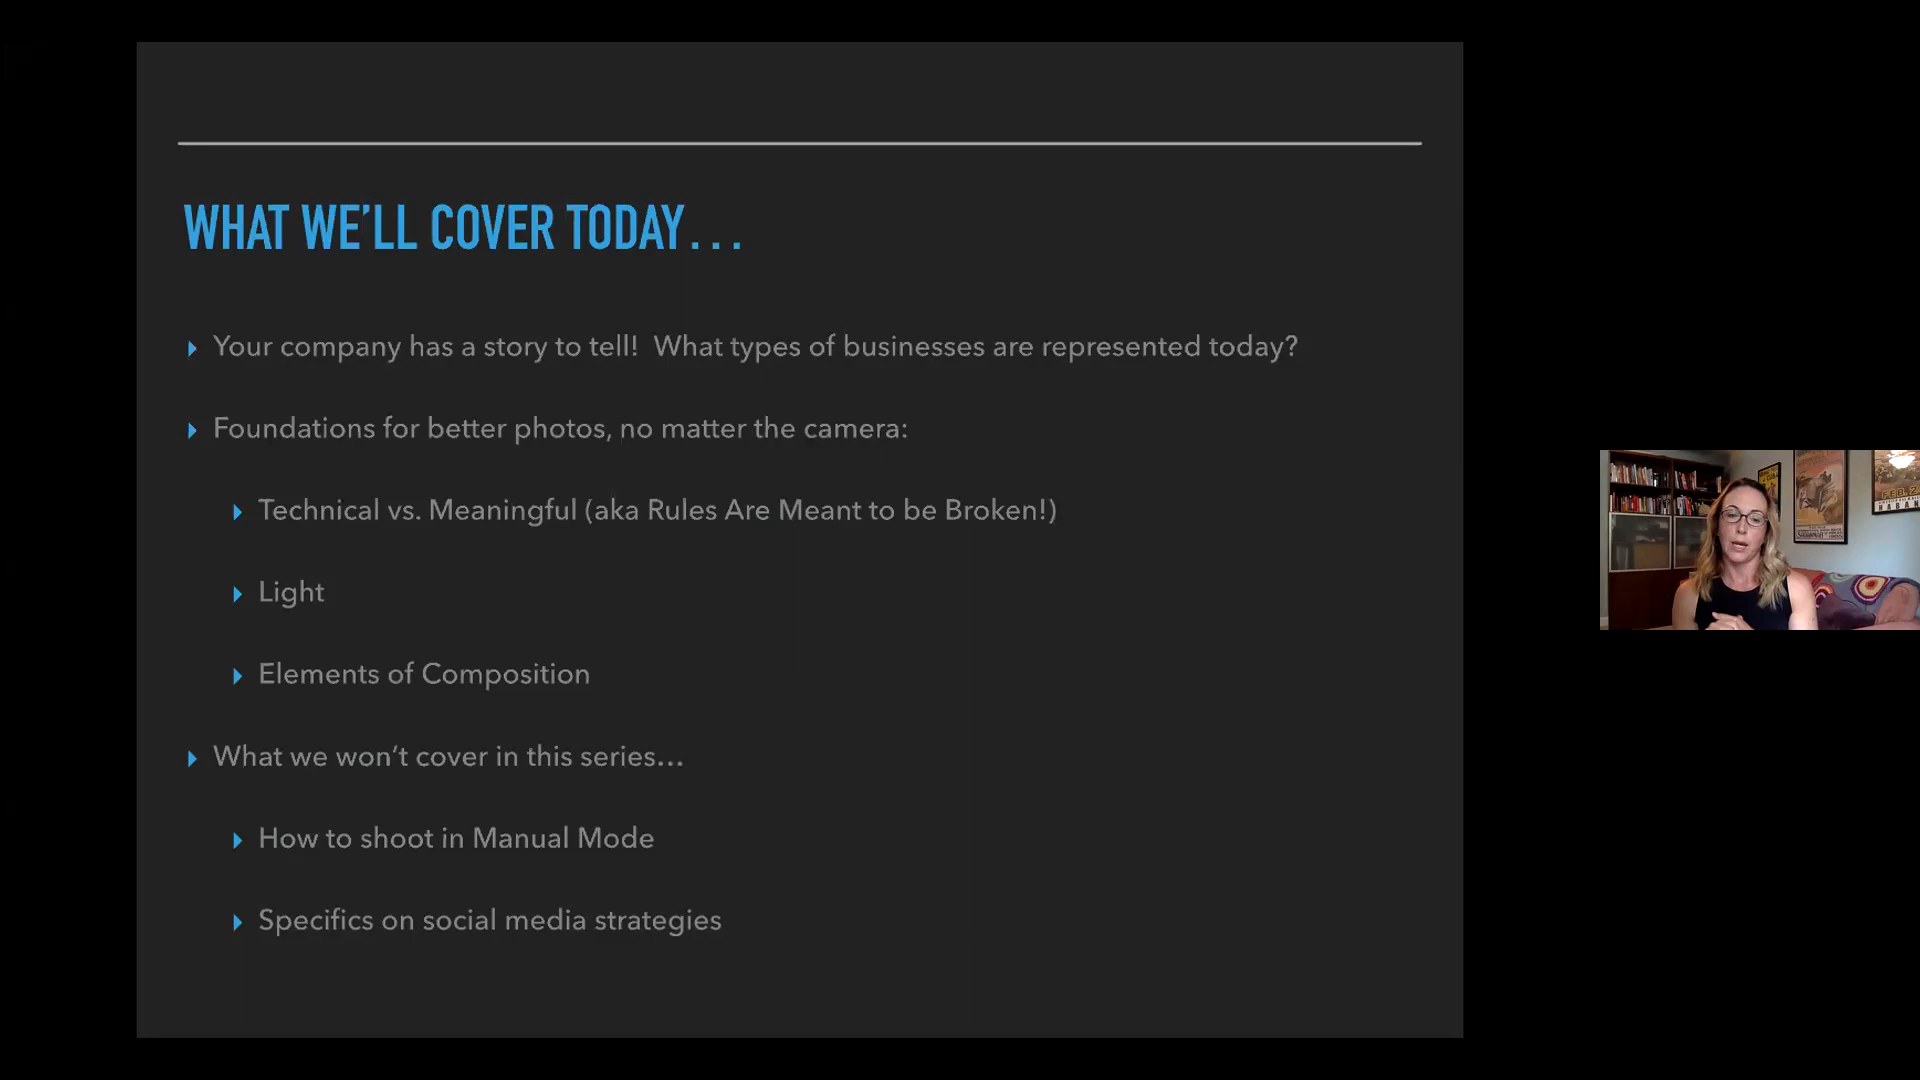 WHAT WE’LL COVER TODAY...
Your company has a story to tell!  What types of businesses are represented today?
Foundations for better photos, no matter the camera:
Technical vs. Meaningful (aka Rules Are Meant to be Broken!)
Light
Elements of Composition
What we won’t cover in this series…
How to shoot in Manual Mode
Specifics on social media strategies
FEB. 2
HABAN